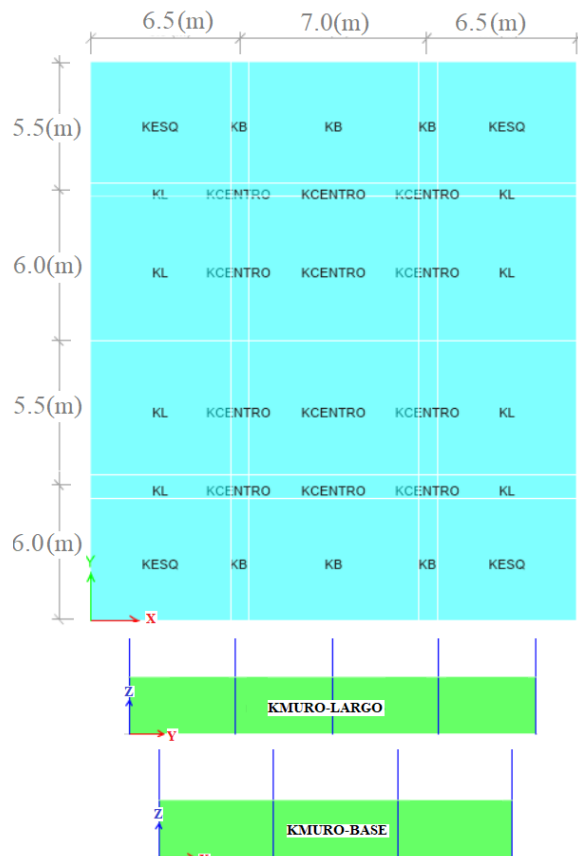 6.5(m) 7.0(m) 6.5(m)
5.5(m) KESQ KB KB KB KESQ
KL KCENTRO KCENTRO KCENTRO KL
6.0(m) KL KCENTRO KCENTRO KCENTRO KL
5.5(m) KL KCENTRO KCENTRO KCENTRO KL
KL KCENTRO KCENTRO KCENTRO KL
6.0(m) KESQ KB KB KB KESQ
Y
X
Z KMURO-LARGO
Y
Z KMURO-BASE